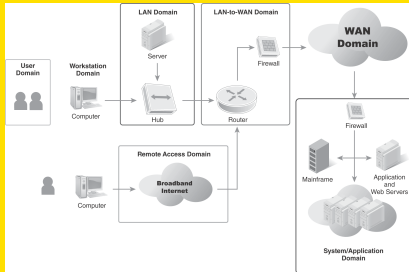 LAN Domain
LAN-to-WAN Domain
WAN
Domain
Server
Firewall
User
Domain
Workstation
Domain
Computer
Hub
Router
Firewall
Remote Access Domain
Broadband
Internet
Computer
Mainframe
Application
and
Web Servers
System/Application
Domain